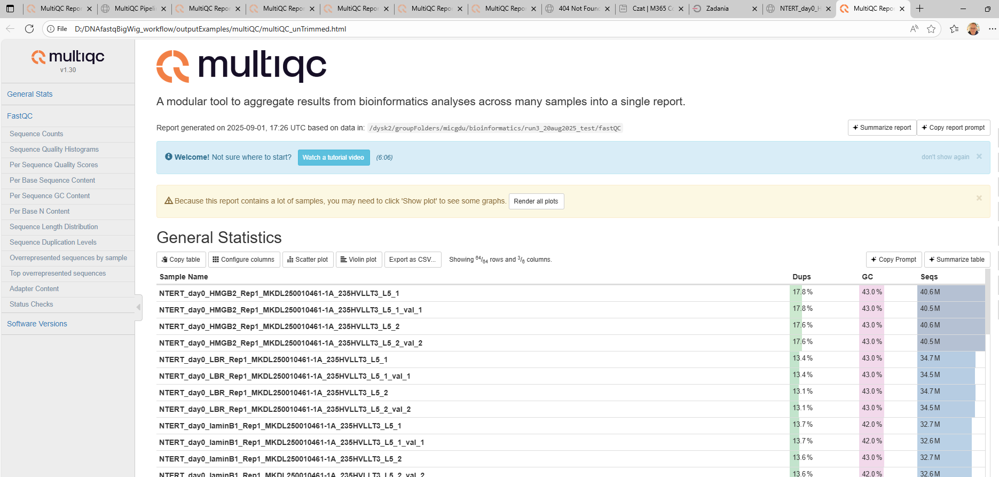 MultiQC Repor
MultiQC Pipelin
MultiQC Repor
MultiQC Repor
MultiQC Repor
MultiQC Repor
MultiQC Repor
404 Not Found
Czat | M365 Co
Zadania
NTERT_day0_H
MultiQC Repor
File D:/DNAfastqBigWig_workflow/outputExamples/multiQC/multiQC_unTrimmed.html
multiqc
v1.30
General Stats
FastQC
Sequence Counts
Sequence Quality Histograms
Per Sequence Quality Scores
Per Base Sequence Content
Per Sequence GC Content
Per Base N Content
Sequence Length Distribution
Sequence Duplication Levels
Overrepresented sequences by sample
Top overrepresented sequences
Adapter Content
Status Checks
Software Versions
multiqc
A modular tool to aggregate results from bioinformatics analyses across many samples into a single report.
Report generated on 2025-09-01, 17:26 UTC based on data in: /dysk2/groupFolders/micgdu/bioinformatics/run3_20aug2025_test/fastQC
Summarize report Copy report prompt
Welcome! Not sure where to start? Watch a tutorial video (6:06) don't show again ×
Because this report contains a lot of samples, you may need to click 'Show plot' to see some graphs. Render all plots ×
General Statistics
Copy table Configure columns Scatter plot Violin plot Export as CSV... Showing 64/64 rows and 3/6 columns. Copy Prompt Summarize table
Sample Name Dups GC Seqs
NTERT_day0_HMGB2_Rep1_MKDL250010461-1A_235HVLLT3_L5_1 17.8% 43.0% 40.6M
NTERT_day0_HMGB2_Rep1_MKDL250010461-1A_235HVLLT3_L5_1_val_1 17.8% 43.0% 40.5M
NTERT_day0_HMGB2_Rep1_MKDL250010461-1A_235HVLLT3_L5_2 17.6% 43.0% 40.6M
NTERT_day0_HMGB2_Rep1_MKDL250010461-1A_235HVLLT3_L5_2_val_2 17.6% 43.0% 40.5M
NTERT_day0_LBR_Rep1_MKDL250010461-1A_235HVLLT3_L5_1 13.4% 43.0% 34.7M
NTERT_day0_LBR_Rep1_MKDL250010461-1A_235HVLLT3_L5_1_val_1 13.4% 43.0% 34.5M
NTERT_day0_LBR_Rep1_MKDL250010461-1A_235HVLLT3_L5_2 13.1% 43.0% 34.7M
NTERT_day0_LBR_Rep1_MKDL250010461-1A_235HVLLT3_L5_2_val_2 13.1% 43.0% 34.5M
NTERT_day0_laminB1_Rep1_MKDL250010461-1A_235HVLLT3_L5_1 13.7% 42.0% 32.7M
NTERT_day0_laminB1_Rep1_MKDL250010461-1A_235HVLLT3_L5_1_val_1 13.7% 42.0% 32.6M
NTERT_day0_laminB1_Rep1_MKDL250010461-1A_235HVLLT3_L5_2 13.6% 43.0% 32.7M
NTERT_day0_laminB1_Rep1_MKDL250010461-1A_235HVLLT3_L5_2_val_2 13.6% 42.0% 32.6M